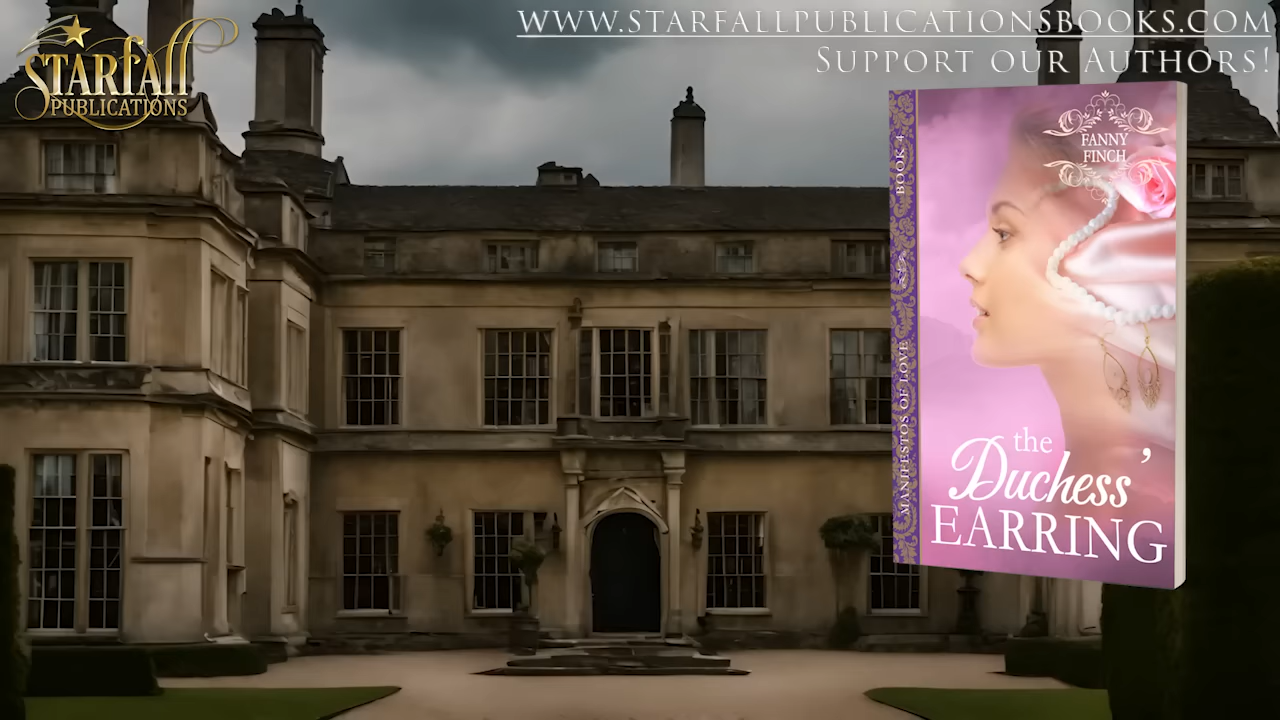 STARfall
PUBLICATIONS
WWW.STARFALLPUBLICATIONSBOOKS.COM
SUPPORT OUR AUTHORS!
BOOK 4
MANIFESTOS OF LOVE
FANNY
FINCH
the
Duchess'
EARRING